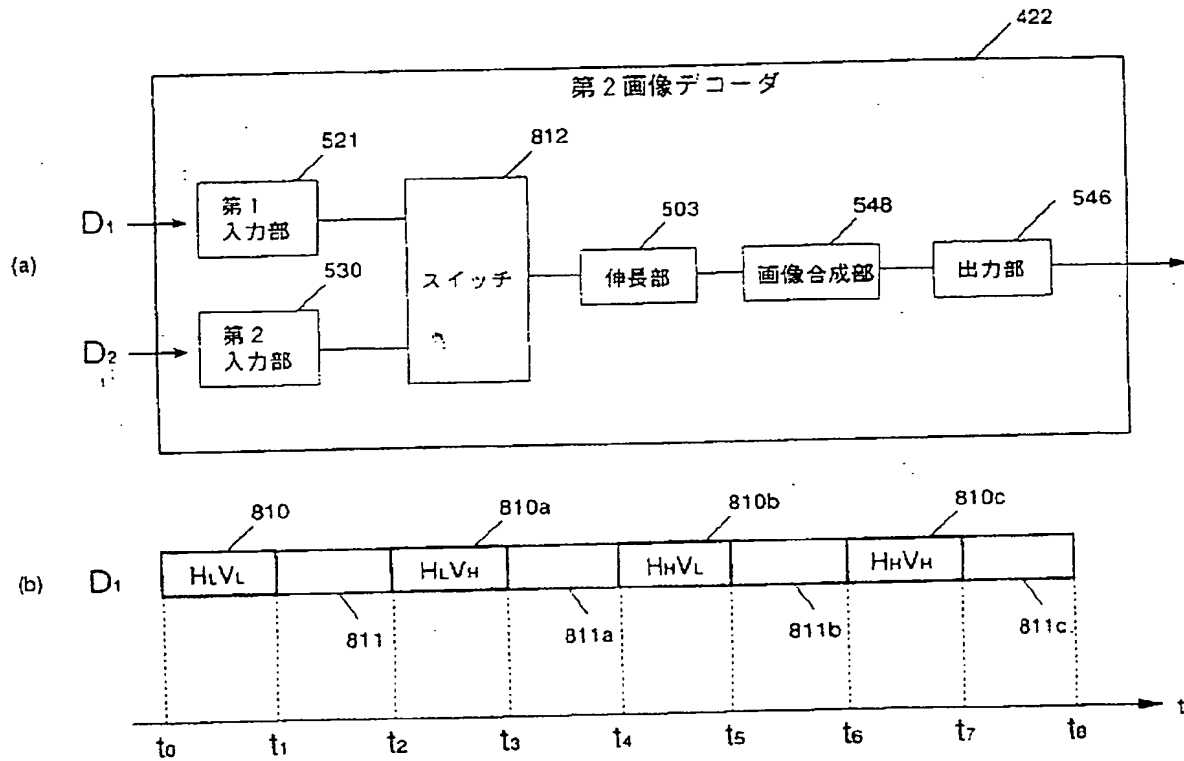 422
第2画像デコーダ
521
812
第1
入力部
D1
503
548
546
(a)
530
スイッチ
伸長部
画像合成部
出力部
第2
入力部
D2
810
810a
810b
810c
(b)
D1
HLVL
HLVH
HHVL
HHVH
811
811a
811b
811c
t
t0
t1
t2
t3
t4
t5
t6
t7
t8